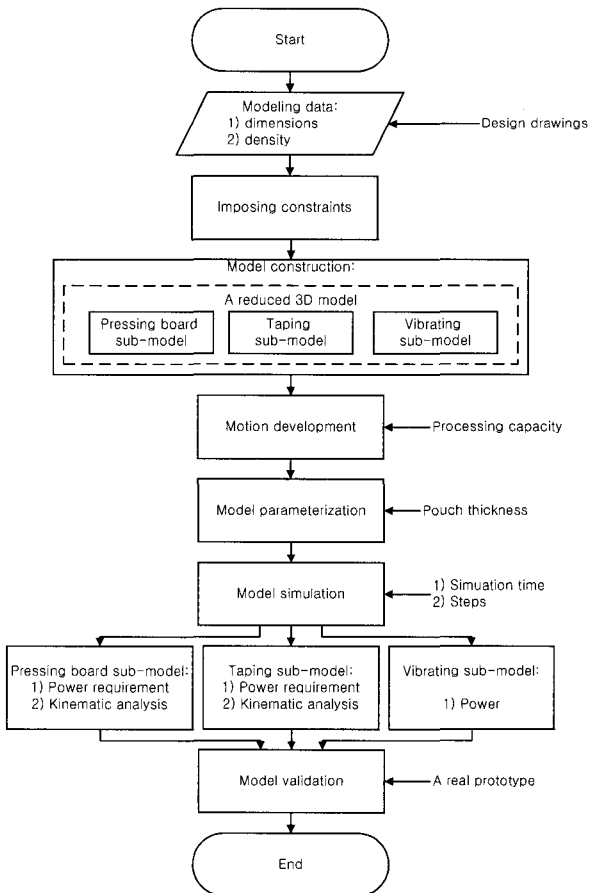 Start
Modeling data:
1) dimensions
2) density
Design drawings
Imposing constraints
Model construction:
A reduced 3D model
Pressing board
sub-model
Taping
sub-model
Vibrating
sub-model
Motion development
Processing capacity
Model parameterization
Pouch thickness
Model simulation
1) Simuation time
2) Steps
Pressing board sub-model:
1) Power requirement
2) Kinematic analysis
Taping sub-model:
1) Power requirement
2) Kinematic analysis
Vibrating sub-model:
1) Power
Model validation
A real prototype
End